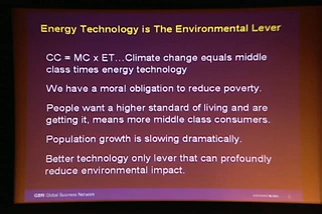 Energy Technology is The Environmental Lever
CC = MC x ET…Climate change equals middle
class times energy technology
We have a moral obligation to reduce poverty.
People want a higher standard of living and are
getting it, means more middle class consumers.
Population growth is slowing dramatically.
Better technology only lever that can profoundly
reduce environmental impact.
GBN Global Business Network